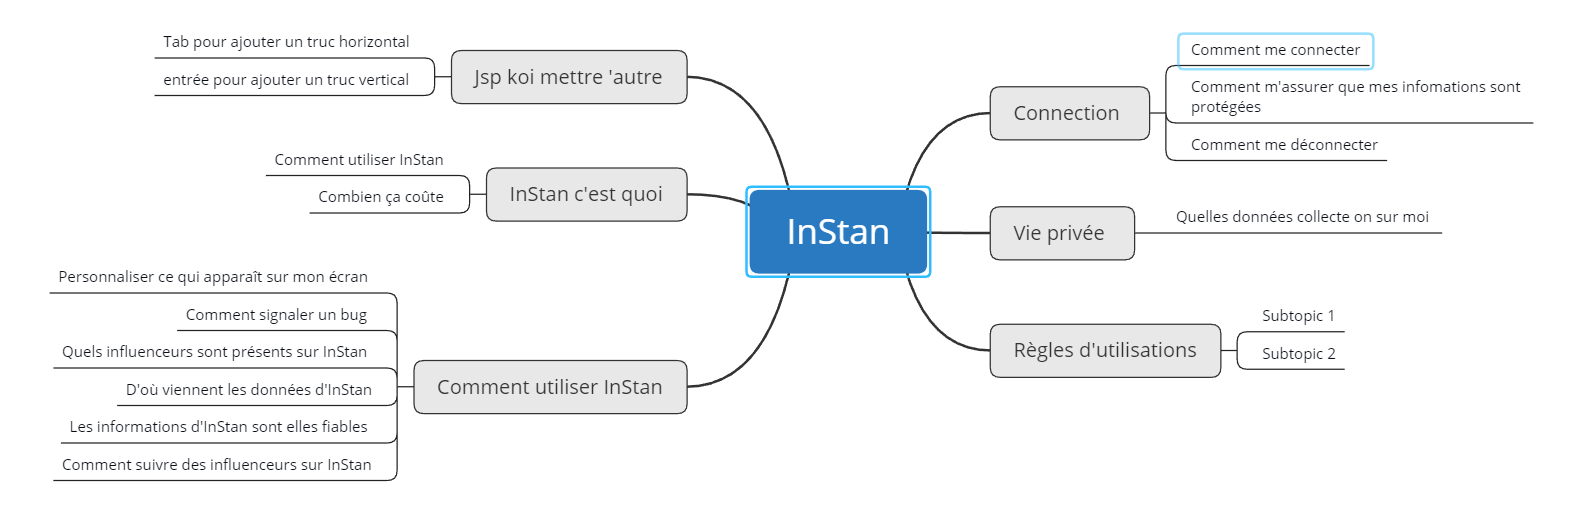 Tab pour ajouter un truc horizontal
entrée pour ajouter un truc vertical
Jsp koi mettre 'autre
Comment utiliser InStan
Combien ça coûte
InStan c'est quoi
Personnaliser ce qui apparaît sur mon écran
Comment signaler un bug
Quels influenceurs sont présents sur InStan
D'où viennent les données d'InStan
Les informations d'InStan sont elles fiables
Comment suivre des influenceurs sur InStan
Comment utiliser InStan
InStan
Connection
Comment me connecter
Comment m'assurer que mes infomations sont
protégées
Comment me déconnecter
Vie privée
Quelles données collecte on sur moi
Règles d'utilisations
Subtopic 1
Subtopic 2